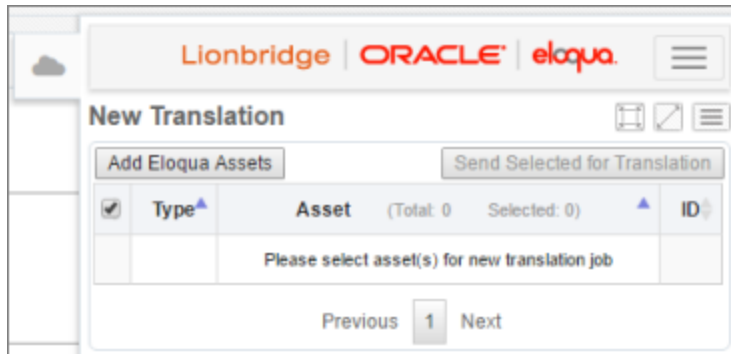 Lionbridge | ORACLE® | eloqua.
New Translation
Add Eloqua Assets Send Selected for Translation
Type Asset (Total: 0 Selected: 0) ID
Please select asset(s) for new translation job
Previous 1 Next